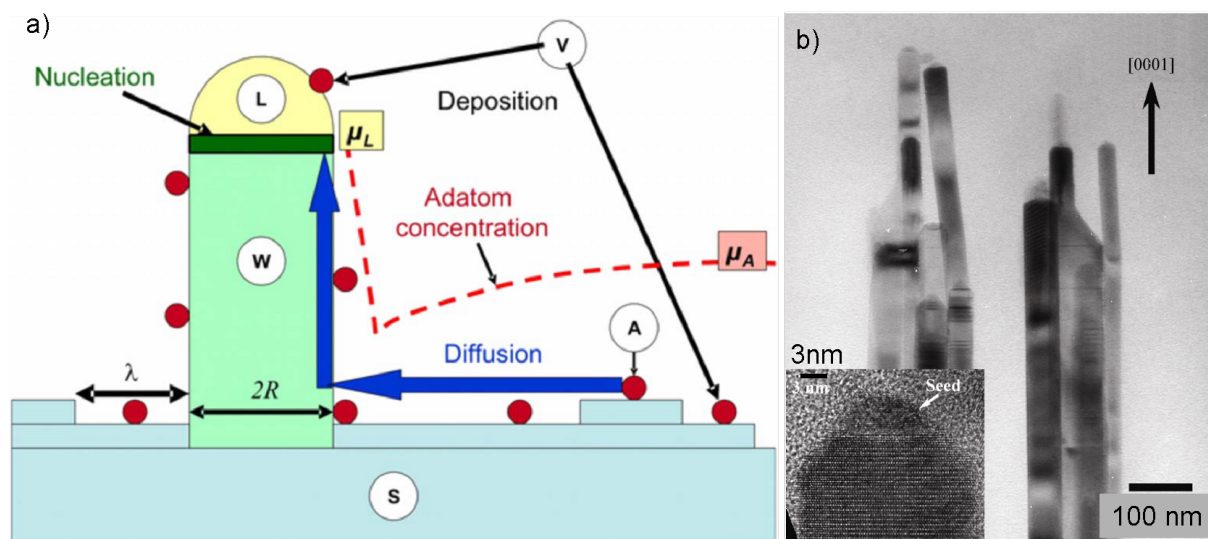 a)
V
Nucleation
L
Deposition
μL
Adatom
concentration
μA
W
A
Diffusion
λ
2R
S
b)
[0001]
3nm
3 nm
Seed
100 nm